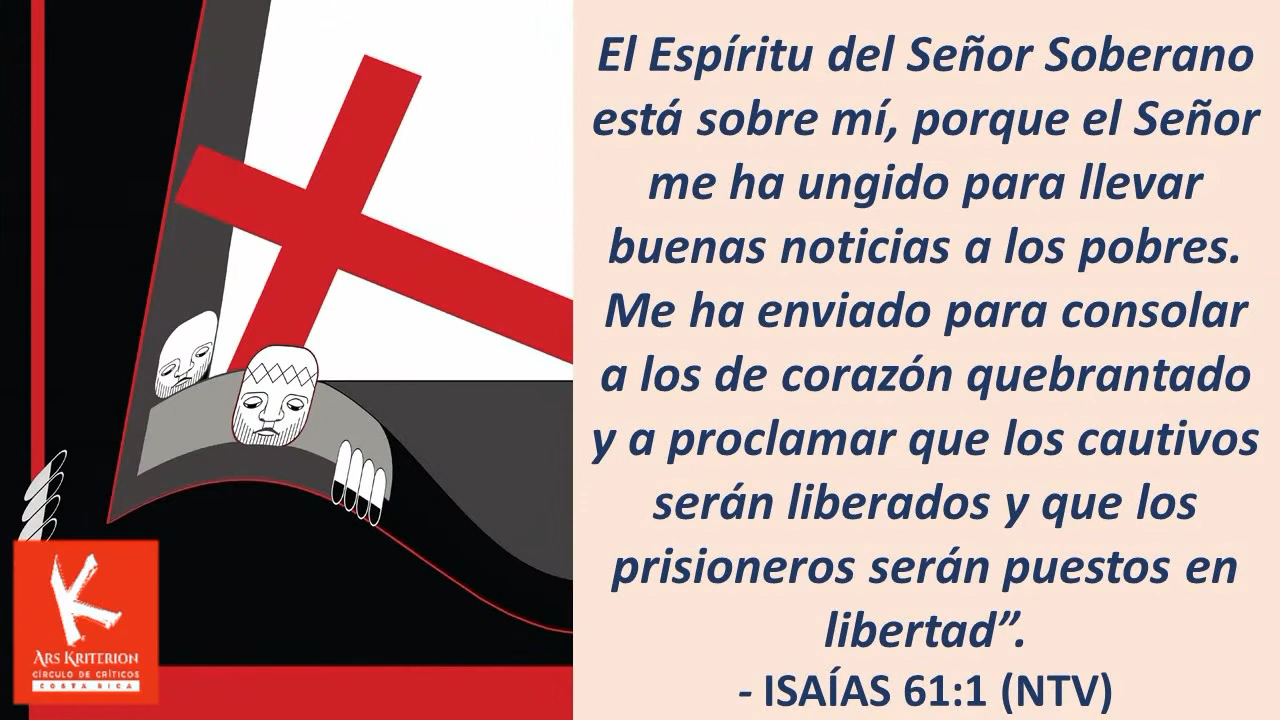 El Espíritu del Señor Soberano
está sobre mí, porque el Señor
me ha ungido para llevar
buenas noticias a los pobres.
Me ha enviado para consolar
a los de corazón quebrantado
y a proclamar que los cautivos
serán liberados y que los
prisioneros serán puestos en
libertad”.
- ISAÍAS 61:1 (NTV)
K
ARS KRITERION
CÍRCULO DE CRÍTICOS
COSTA RICA